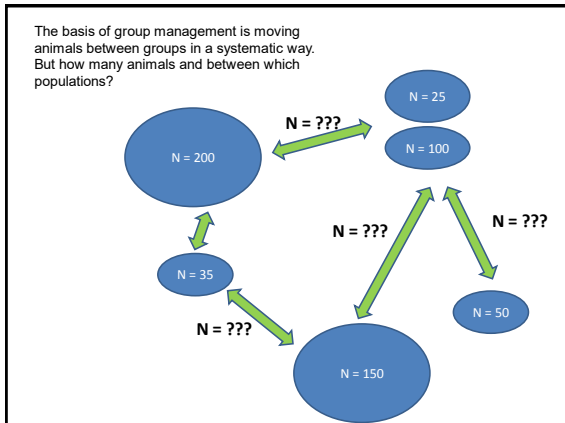 The basis of group management is moving
animals between groups in a systematic way.
But how many animals and between which
populations?
N = 25
N = ???
N = 100
N = 200
N = ???
N = ???
N = 35
N = 50
N = ???
N = 150